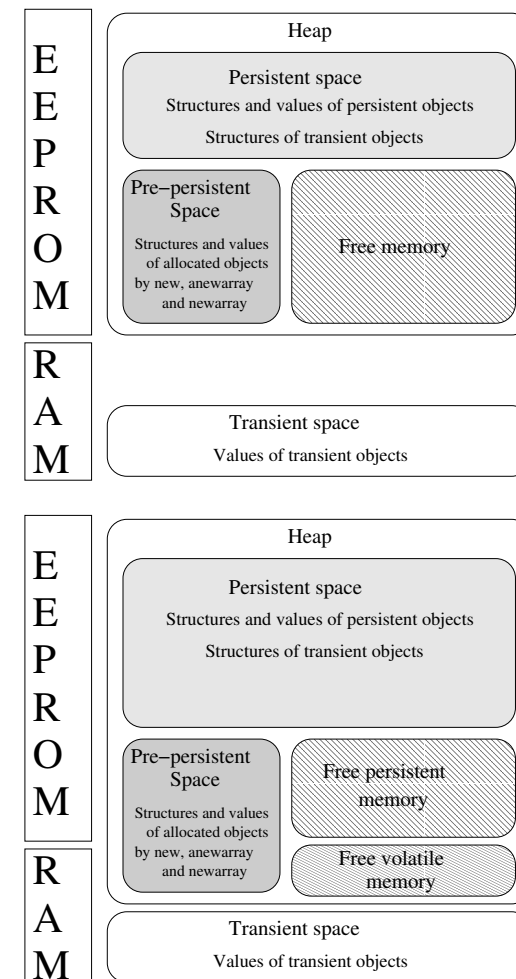 E
E
P
R
O
M
Heap
Persistent space
Structures and values of persistent objects
Structures of transient objects
Pre−persistent
Space
Structures and values
of allocated objects
by new, anewarray
and newarray
Free memory
R
A
M
Transient space
Values of transient objects
E
E
P
R
O
M
Heap
Persistent space
Structures and values of persistent objects
Structures of transient objects
Pre−persistent
Space
Structures and values
of allocated objects
by new, anewarray
and newarray
Free persistent
memory
Free volatile
memory
R
A
M
Transient space
Values of transient objects